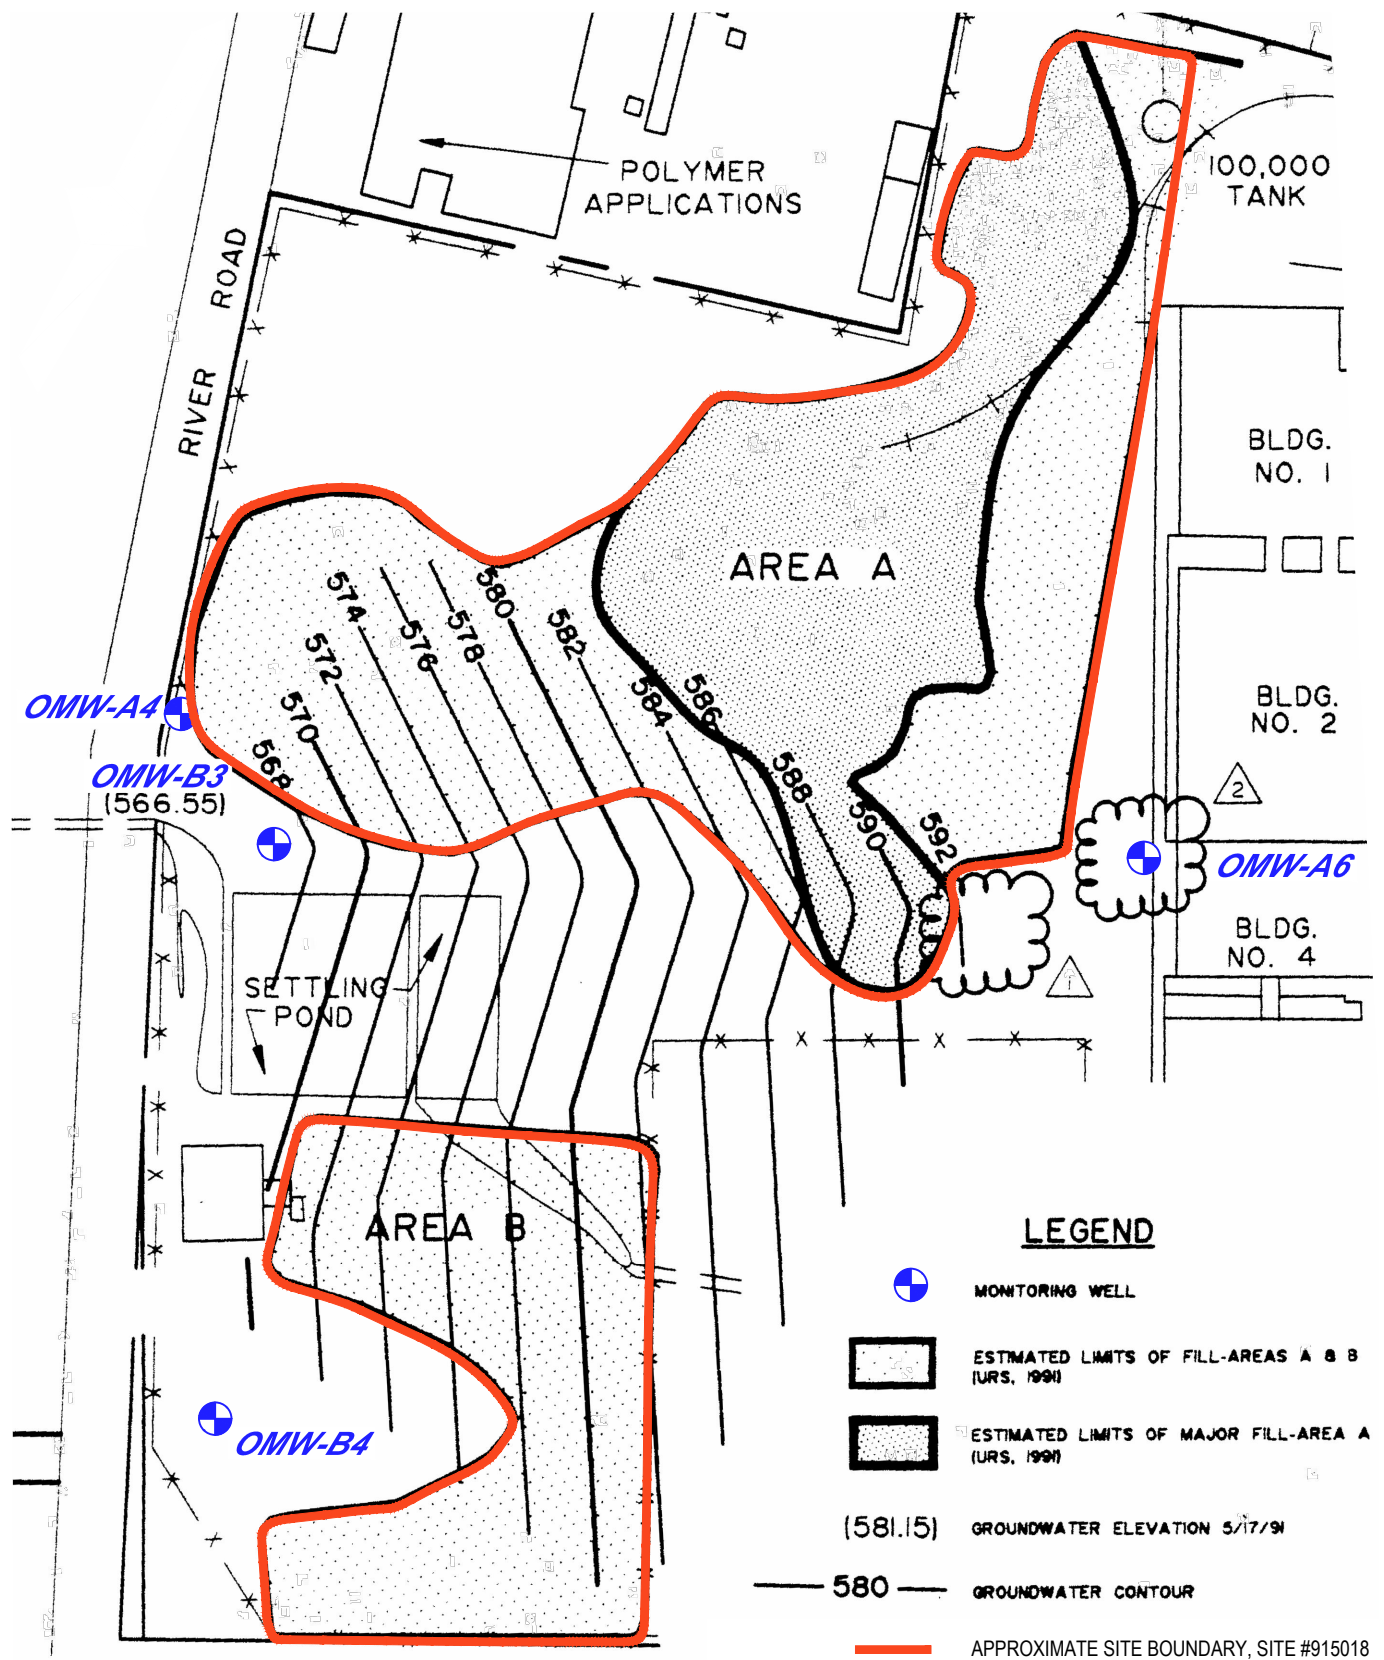 POLYMER
APPLICATIONS
100,000
TANK
RIVER ROAD
BLDG.
NO. 1
AREA A
580
574
582
576
578
572
584
586
570
568
588
590
592
BLDG.
NO. 2
2
OMW-A4
OMW-B3
(566.55)
OMW-A6
BLDG.
NO. 4
1
SETTLING
POND
AREA B
OMW-B4
LEGEND
MONITORING WELL
ESTIMATED LIMITS OF FILL-AREAS A & B
(URS, 1991)
ESTIMATED LIMITS OF MAJOR FILL-AREA A
(URS, 1991)
(581.15) GROUNDWATER ELEVATION 5/17/91
580 GROUNDWATER CONTOUR
APPROXIMATE SITE BOUNDARY, SITE #915018